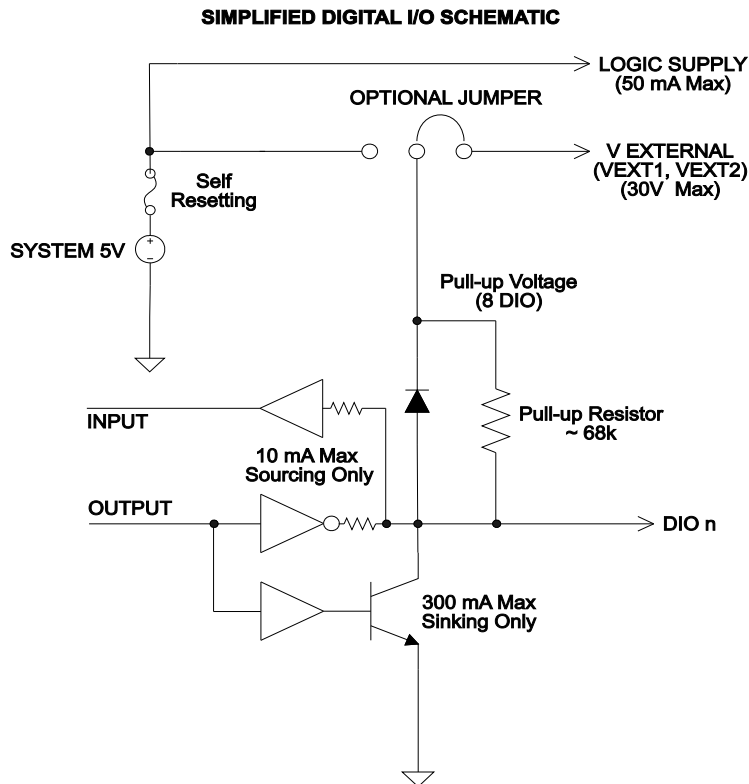 SIMPLIFIED DIGITAL I/O SCHEMATIC
LOGIC SUPPLY
(50 mA Max)
OPTIONAL JUMPER
V EXTERNAL
(VEXT1, VEXT2)
(30V Max)
Self
Resetting
SYSTEM 5V
+
−
Pull-up Voltage
(8 DIO)
INPUT
Pull-up Resistor
~ 68k
10 mA Max
Sourcing Only
OUTPUT
DIO n
300 mA Max
Sinking Only